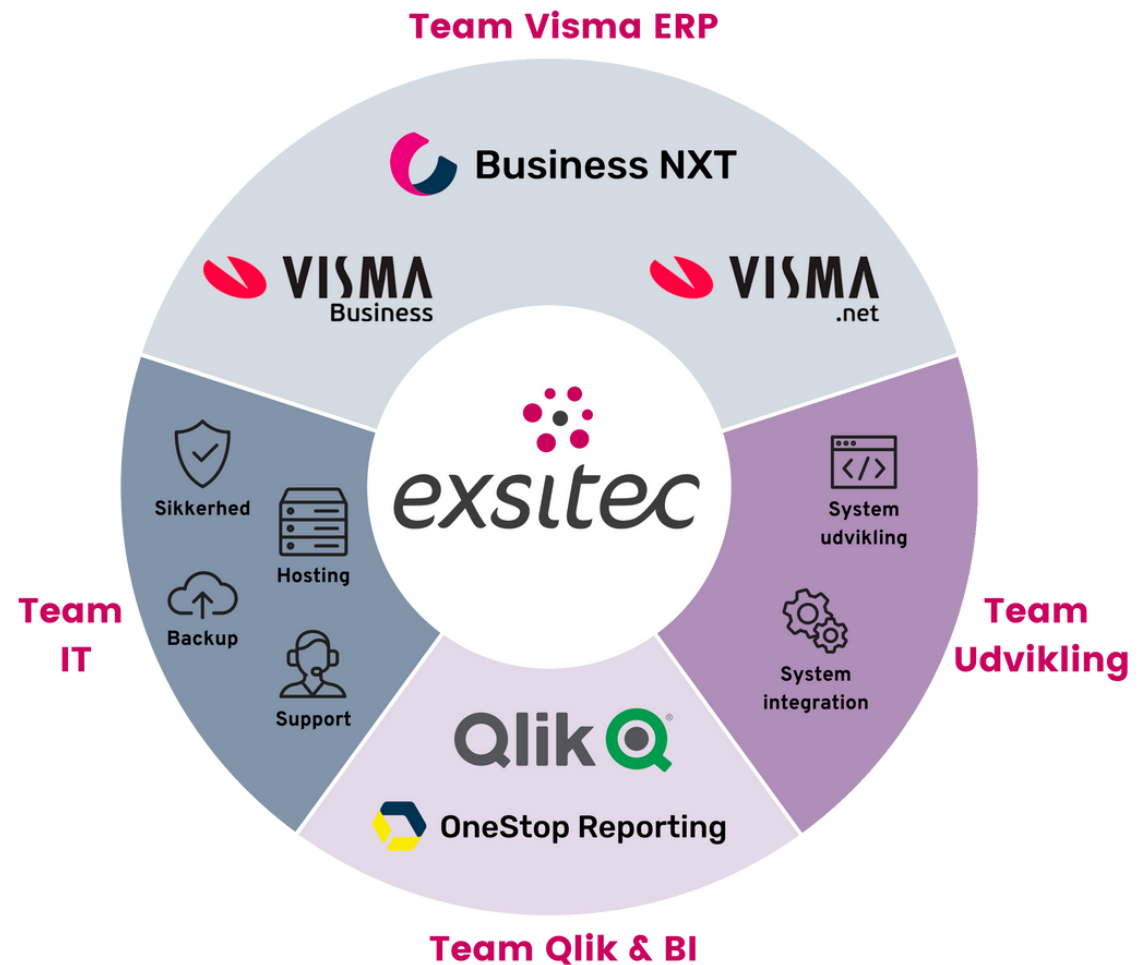 Team Visma ERP
Business NXT
VISMA
Business
VISMA
.net
exsitec
Sikkerhed
Hosting
Backup
Support
Team
IT
System
udvikling
System
integration
Team
Udvikling
Qlik Q®
OneStop Reporting
Team Qlik & BI